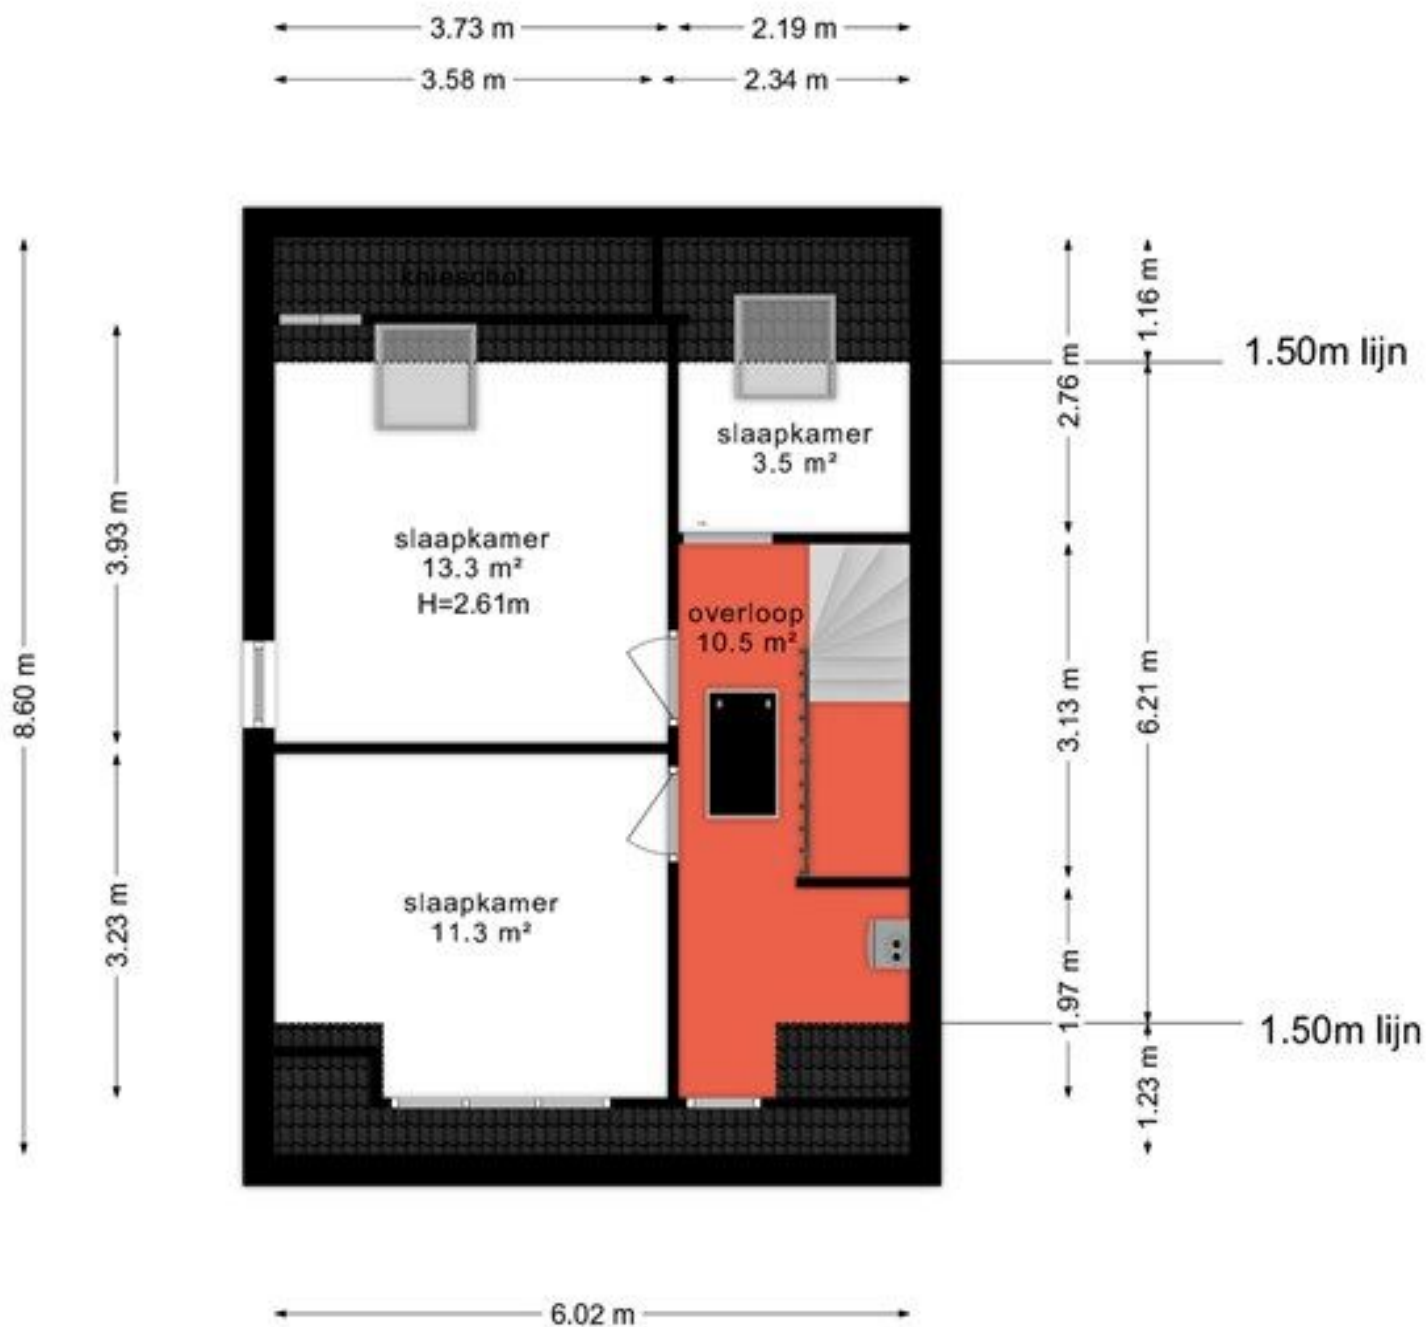 3.73 m
2.19 m
3.58 m
2.34 m
knieschot
1.16 m
1.50m lijn
2.76 m
slaapkamer
3.5 m²
3.93 m
slaapkamer
13.3 m²
H=2.61m
overloop
10.5 m²
8.60 m
3.13 m
6.21 m
slaapkamer
11.3 m²
3.23 m
1.97 m
1.50m lijn
1.23 m
6.02 m